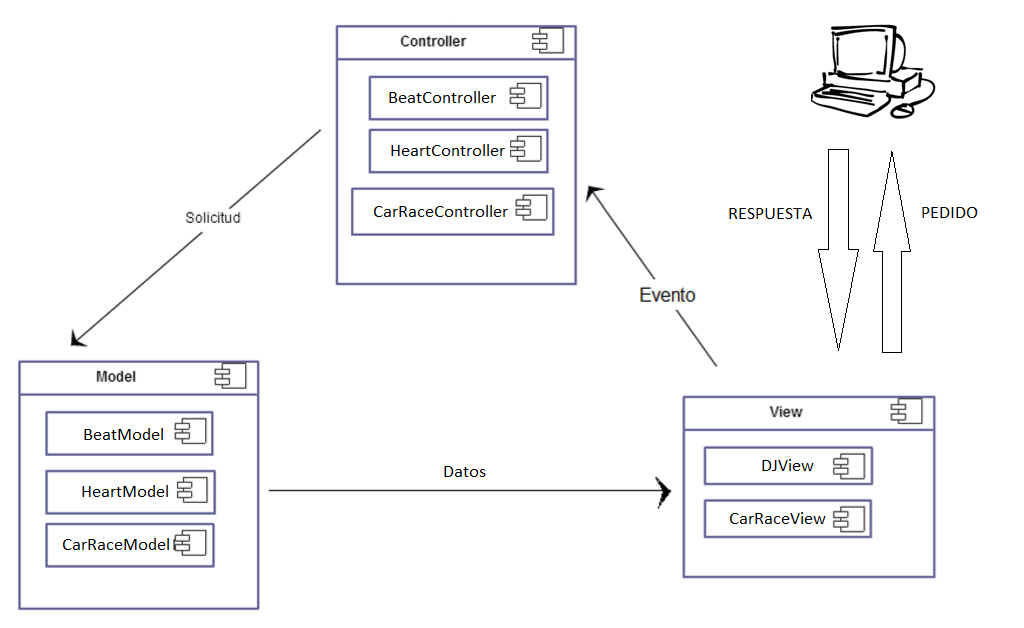 Controller
BeatController
HeartController
CarRaceController
Solicitud
RESPUESTA
PEDIDO
Evento
Model
BeatModel
HeartModel
CarRaceModel
Datos
View
DJView
CarRaceView